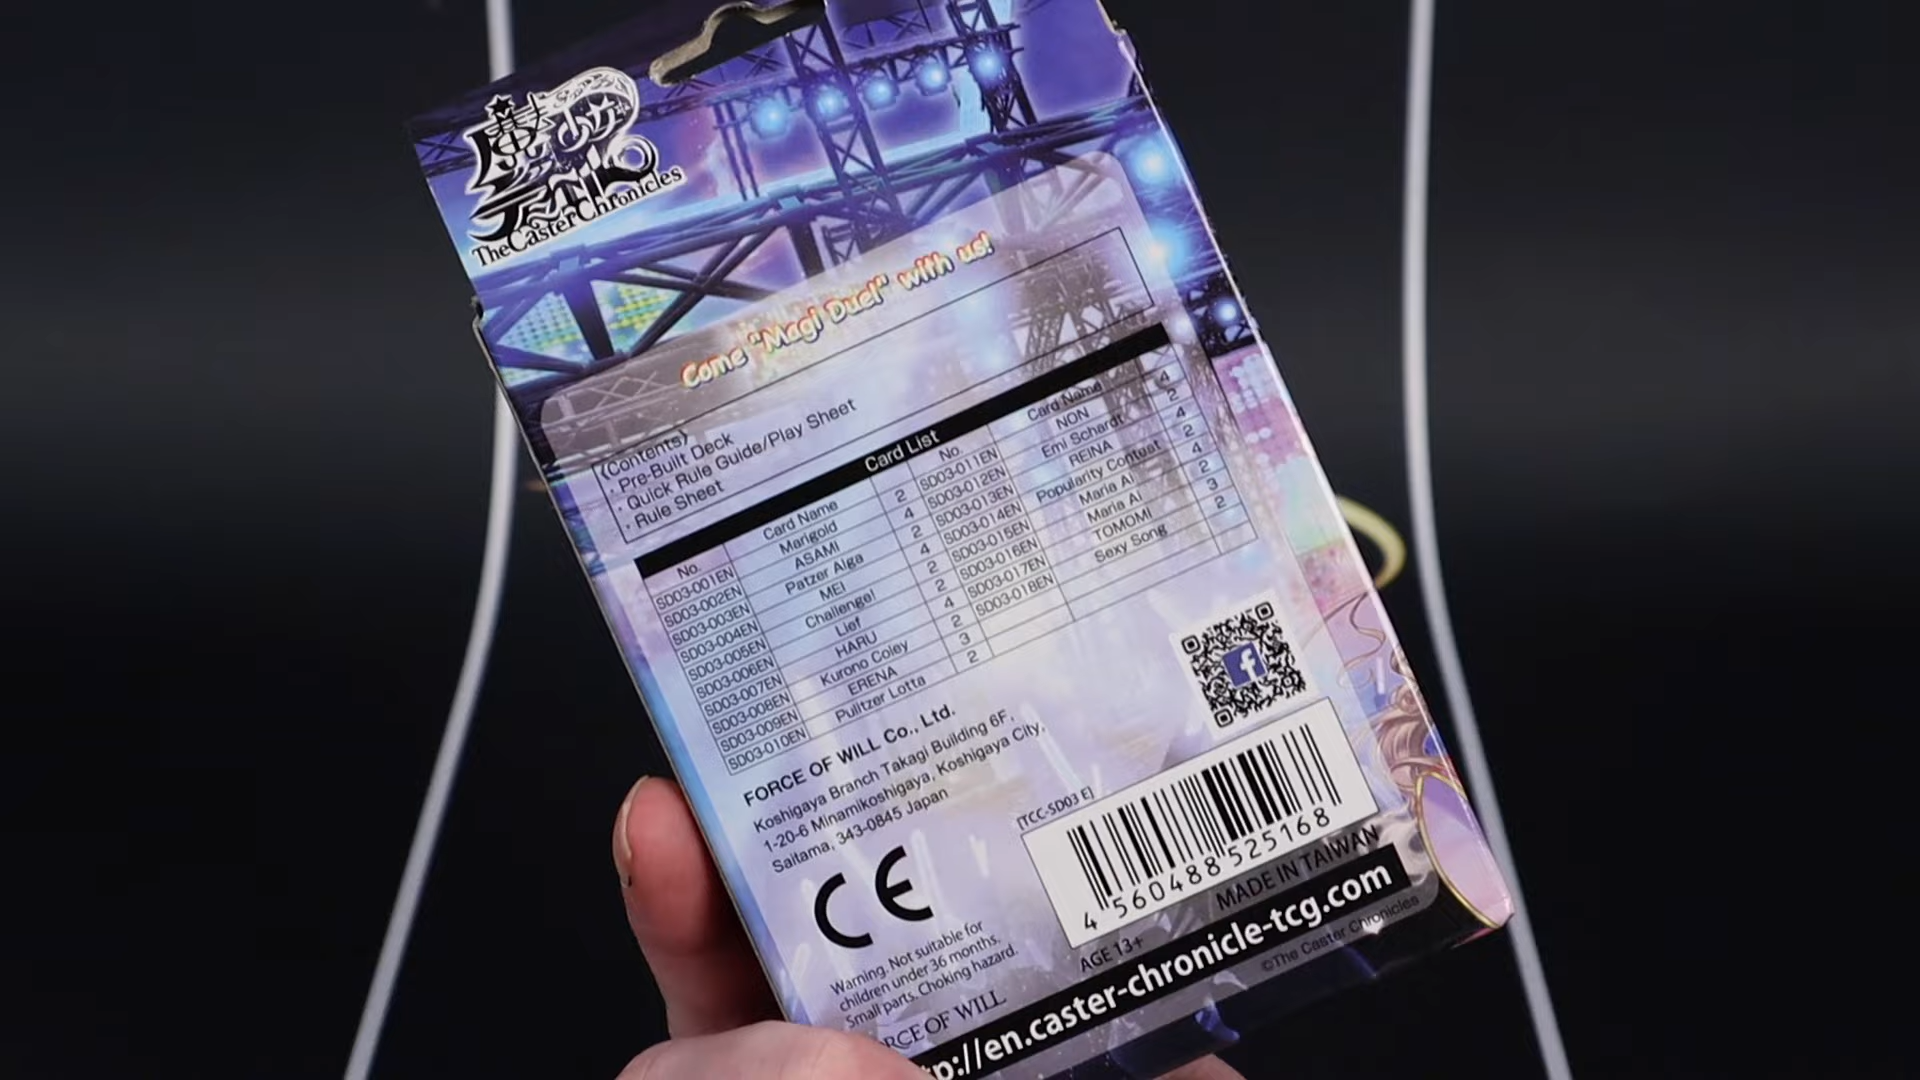 The Caster Chronicles
Come "Magi Duel" with us!
《Contents》
・Pre-Built Deck
・Quick Rule Guide/Play Sheet
・Rule Sheet
Card List
No. Card Name No. Card Name
SD03-001EN Marigold 2 SD03-011EN NON 4
SD03-002EN ASAMI 4 SD03-012EN Emi Schardt 2
SD03-003EN Patzer Alga 2 SD03-013EN REINA 4
SD03-004EN MEI 4 SD03-014EN Popularity Contest 2
SD03-005EN Challenge! 2 SD03-015EN Maria Ai 4
SD03-006EN Lief 2 SD03-016EN Maria Ai 2
SD03-007EN HARU 4 SD03-017EN TOMOMI 3
SD03-008EN Kurono Coley 2 SD03-018EN Sexy Song 2
SD03-009EN ERENA 3
SD03-010EN Pulltzer Lotta 2
FORCE OF WILL Co., Ltd.
Koshigaya Branch Takagi Building 6F,
1-20-6 Minamikoshigaya, Koshigaya City,
Saitama, 343-0845 Japan
CE
Warning. Not suitable for
children under 36 months.
Small parts. Choking hazard.
RCE OF WILL
f
[TCC-SD03 E]
4 560488 525168
MADE IN TAIWAN
AGE 13+
tp://en.caster-chronicle-tcg.com
©The Caster Chronicles